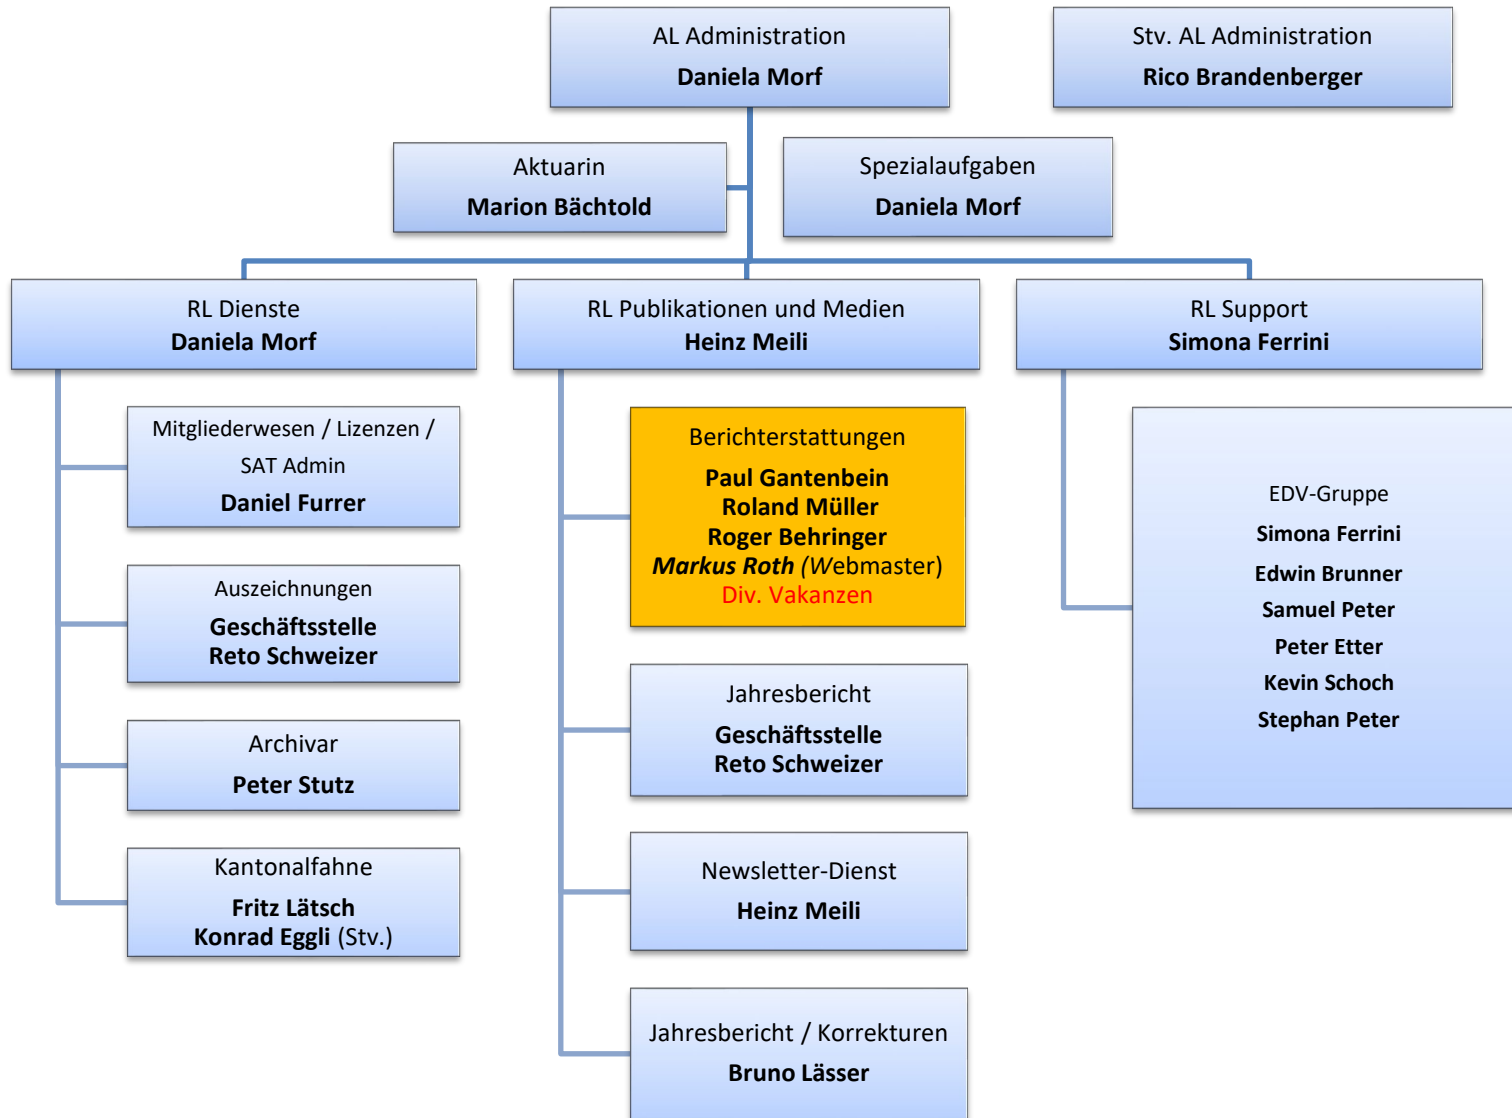 AL Administration
Daniela Morf
Stv. AL Administration
Rico Brandenberger
Aktuarin
Marion Bächtold
Spezialaufgaben
Daniela Morf
RL Dienste
Daniela Morf
RL Publikationen und Medien
Heinz Meili
RL Support
Simona Ferrini
Mitgliederwesen / Lizenzen /
SAT Admin
Daniel Furrer
Auszeichnungen
Geschäftsstelle
Reto Schweizer
Archivar
Peter Stutz
Kantonalfahne
Fritz Lätsch
Konrad Eggli (Stv.)
Berichterstattungen
Paul Gantenbein
Roland Müller
Roger Behringer
Markus Roth (Webmaster)
Div. Vakanzen
Jahresbericht
Geschäftsstelle
Reto Schweizer
Newsletter-Dienst
Heinz Meili
Jahresbericht / Korrekturen
Bruno Lässer
EDV-Gruppe
Simona Ferrini
Edwin Brunner
Samuel Peter
Peter Etter
Kevin Schoch
Stephan Peter